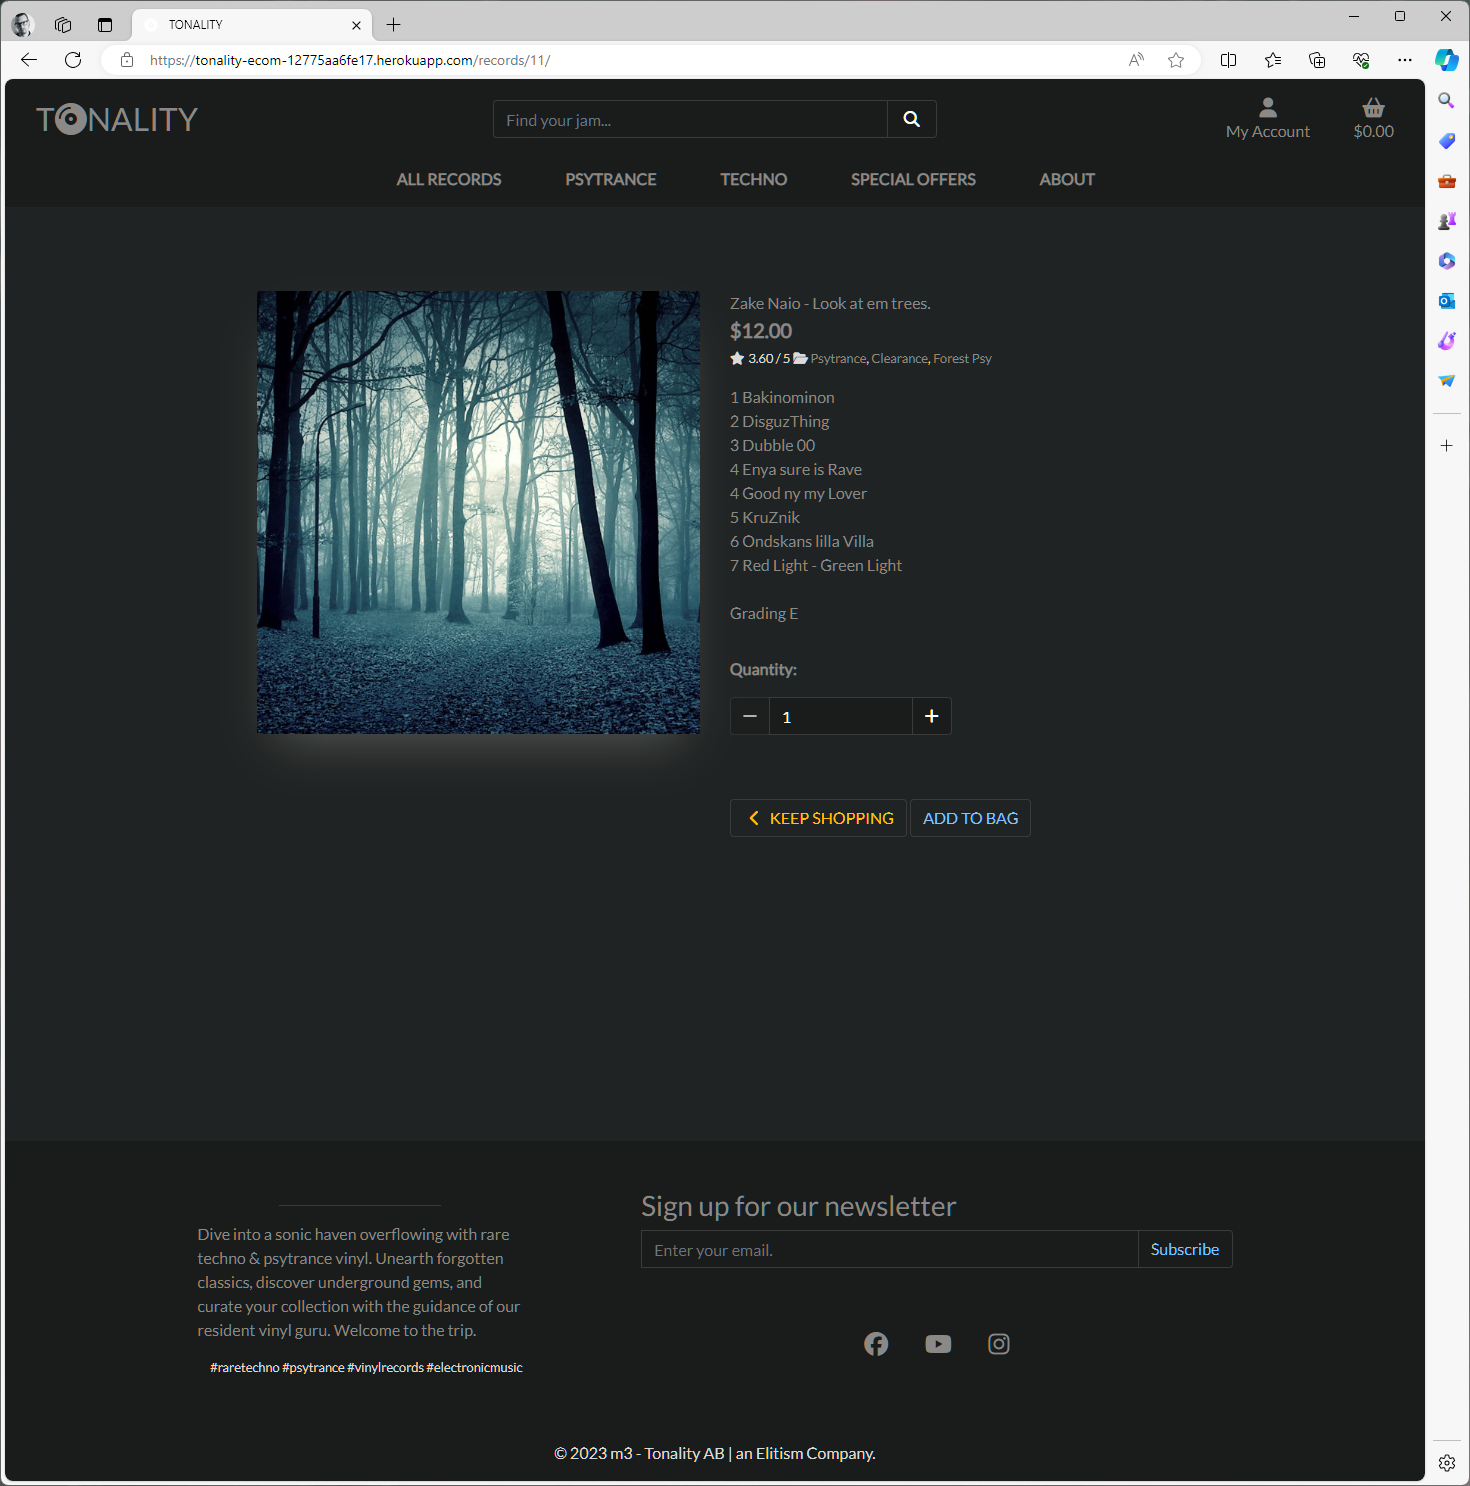 TONALITY
https://tonality-ecom-12775aa6fe17.herokuapp.com/records/11/
TONALITY
Find your jam...
My Account
$0.00
ALL RECORDS PSYTRANCE TECHNO SPECIAL OFFERS ABOUT
Zake Naio - Look at em trees.
$12.00
3.60 / 5 Psytrance, Clearance, Forest Psy
1 Bakinominon
2 DisguzThing
3 Dubble 00
4 Enya sure is Rave
4 Good ny my Lover
5 KruZnik
6 Ondskans lilla Villa
7 Red Light - Green Light
Grading E
Quantity:
1
KEEP SHOPPING ADD TO BAG
Dive into a sonic haven overflowing with rare
techno & psytrance vinyl. Unearth forgotten
classics, discover underground gems, and
curate your collection with the guidance of our
resident vinyl guru. Welcome to the trip.
#raretechno #psytrance #vinylrecords #electronicmusic
Sign up for our newsletter
Enter your email. Subscribe
© 2023 m3 - Tonality AB | an Elitism Company.